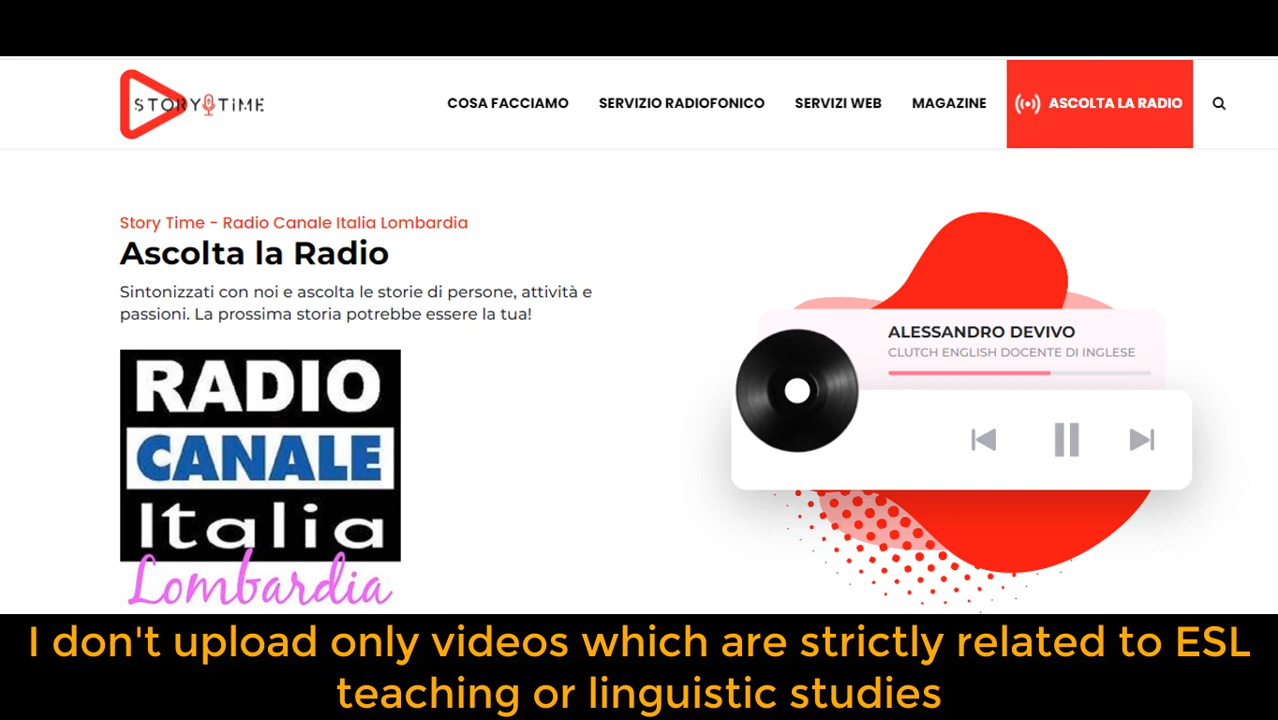 STORY TIME
COSA FACCIAMO
SERVIZIO RADIOFONICO
SERVIZI WEB
MAGAZINE
ASCOLTA LA RADIO
Story Time - Radio Canale Italia Lombardia
Ascolta la Radio
Sintonizzati con noi e ascolta le storie di persone, attività e
passioni. La prossima storia potrebbe essere la tua!
RADIO
CANALE
Italia
Lombardia
ALESSANDRO DEVIVO
CLUTCH ENGLISH DOCENTE DI INGLESE
I don't upload only videos which are strictly related to ESL
teaching or linguistic studies